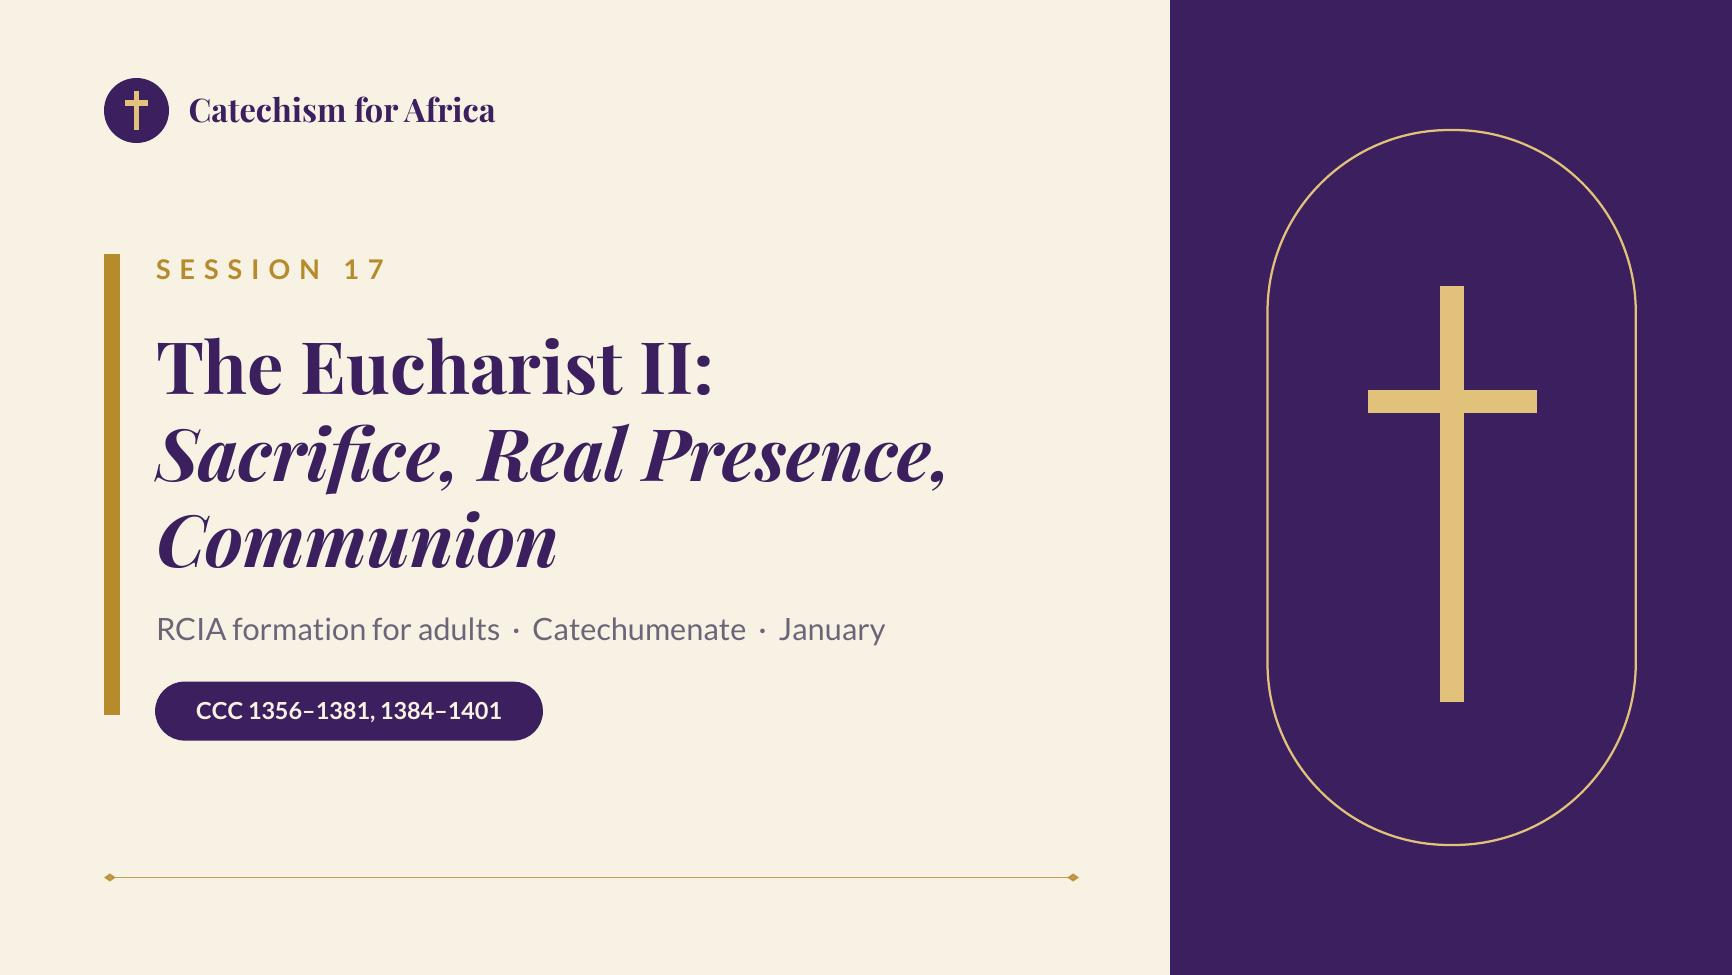 Catechism for Africa
SESSION 17
The Eucharist II:
Sacrifice, Real Presence,
Communion
RCIA formation for adults · Catechumenate · January
CCC 1356–1381, 1384–1401